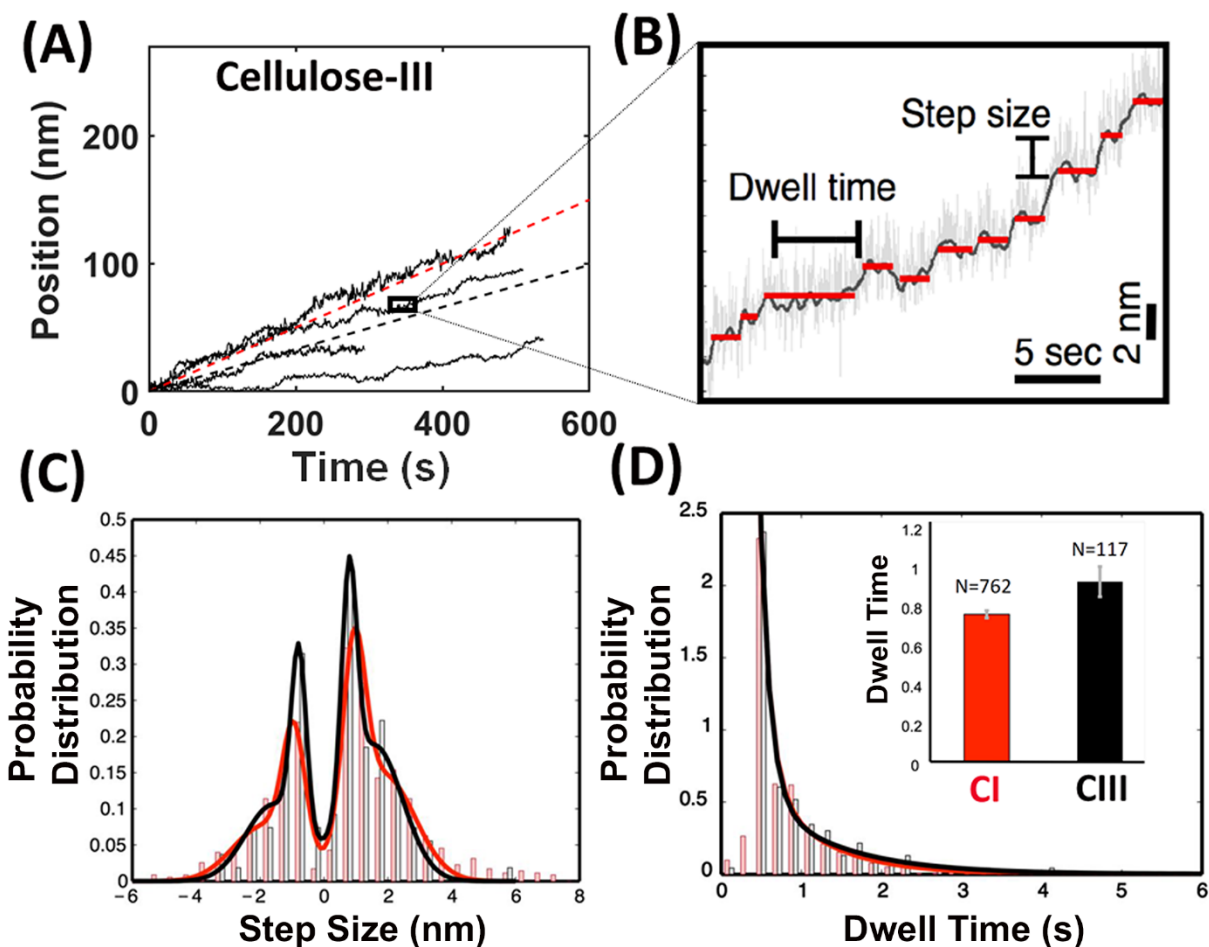 (A)
Cellulose-III
Position (nm)
200
100
0
0 200 400 600
Time (s)
(B)
Step size
Dwell time
5 sec
2 nm
(C)
Probability
Distribution
0.5
0.45
0.4
0.35
0.3
0.25
0.2
0.15
0.1
0.05
0
−6 −4 −2 0 2 4 6 8
Step Size (nm)
(D)
Probability
Distribution
2.5
2
1.5
1
0.5
0
0 1 2 3 4 5 6
Dwell Time (s)
Dwell Time
1.2
1
0.8
0.6
0.4
0.2
0
N=762
N=117
CI
CIII